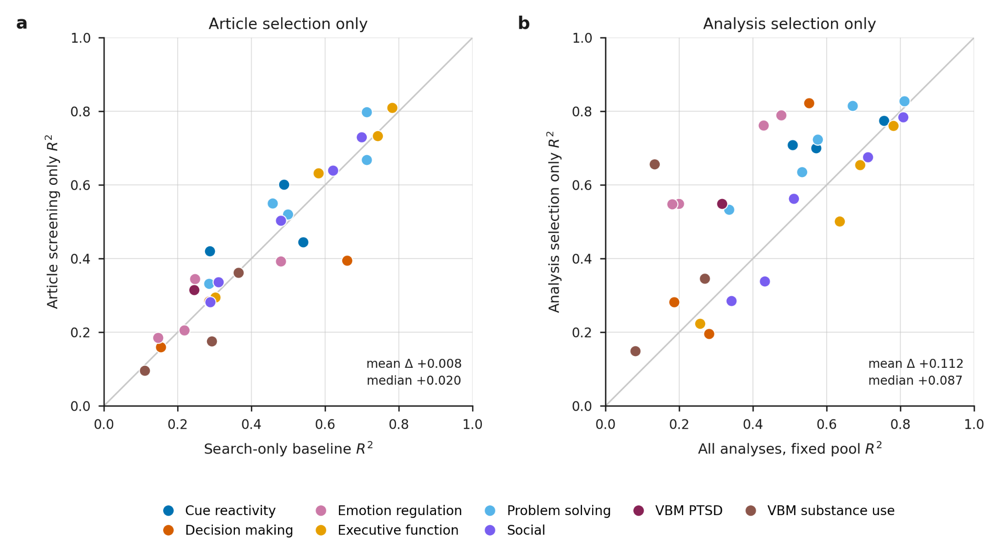 a
Article selection only
1.0
0.8
0.6
0.4
0.2
0.0
Article screening only R²
mean Δ +0.008
median +0.020
0.0 0.2 0.4 0.6 0.8 1.0
Search-only baseline R²
b
Analysis selection only
1.0
0.8
0.6
0.4
0.2
0.0
Analysis selection only R²
mean Δ +0.112
median +0.087
0.0 0.2 0.4 0.6 0.8 1.0
All analyses, fixed pool R²
Cue reactivity Emotion regulation Problem solving VBM PTSD VBM substance use
Decision making Executive function Social